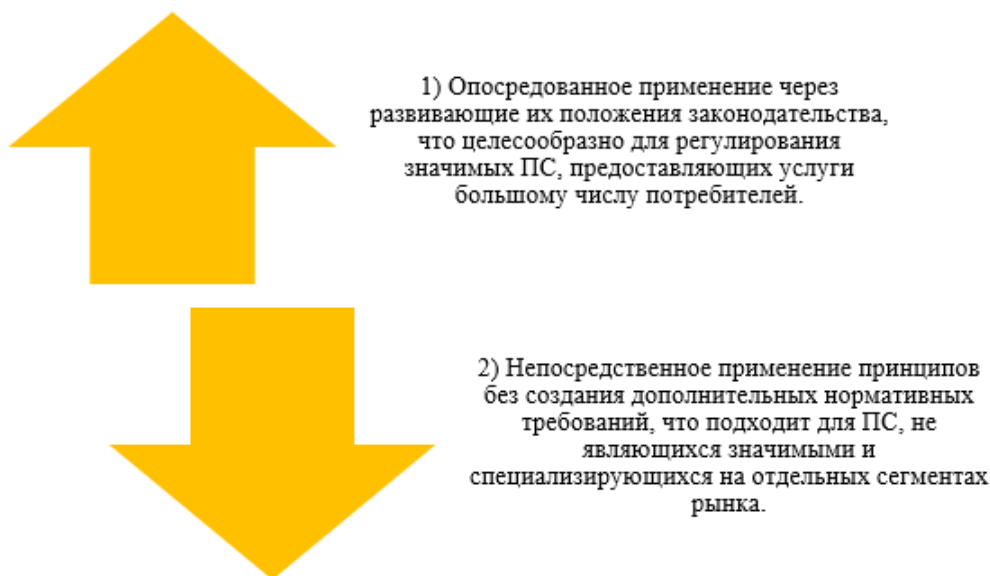 1) Опосредованное применение через
развивающие их положения законодательства,
что целесообразно для регулирования
значимых ПС, предоставляющих услуги
большому числу потребителей.
2) Непосредственное применение принципов
без создания дополнительных нормативных
требований, что подходит для ПС, не
являющихся значимыми и
специализирующихся на отдельных сегментах
рынка.